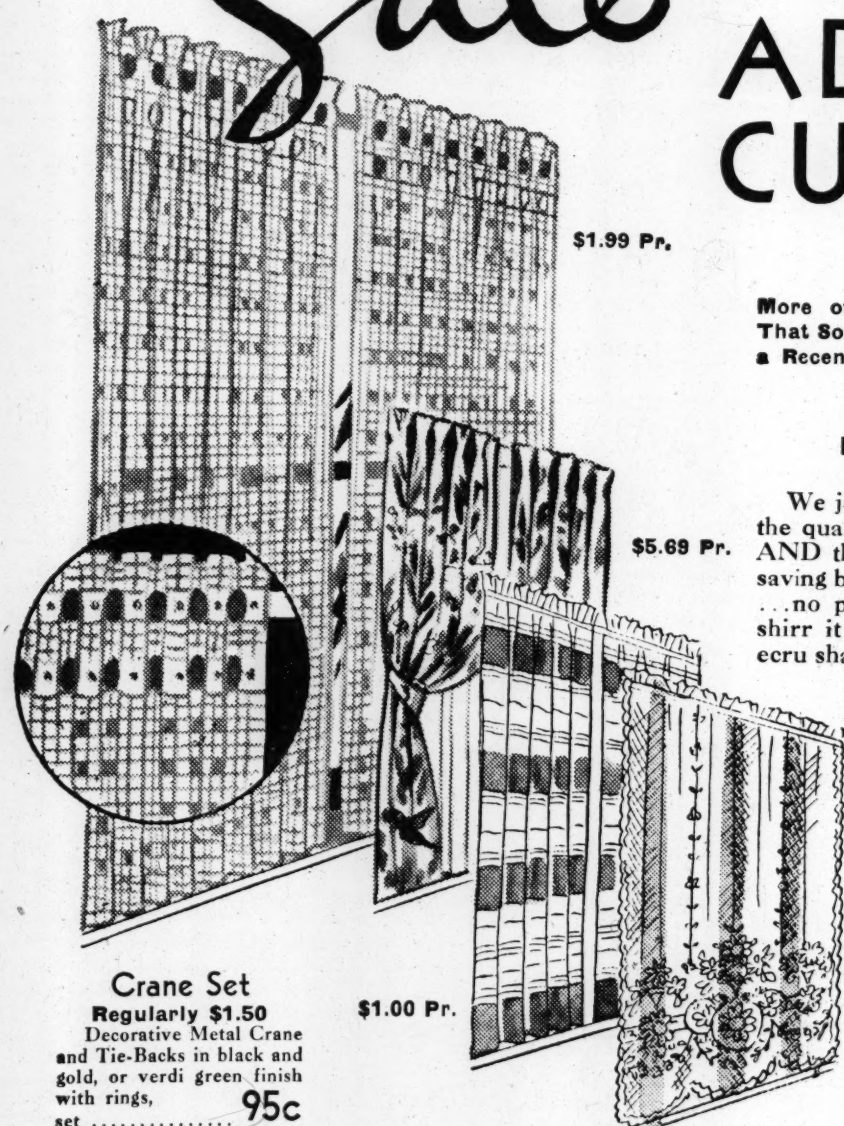 Sale
AD
CU
$1.99 Pr.
More
That So
a Recen
We
the qua
AND
saving
...no
shirr it
ecru sha
$5.69 Pr.
$1.00 Pr.
Crane Set
Regularly $1.50
Decorative Metal Crane
and Tie-Backs in black and
gold, or verdi green finish
with rings,
set ............... 95c